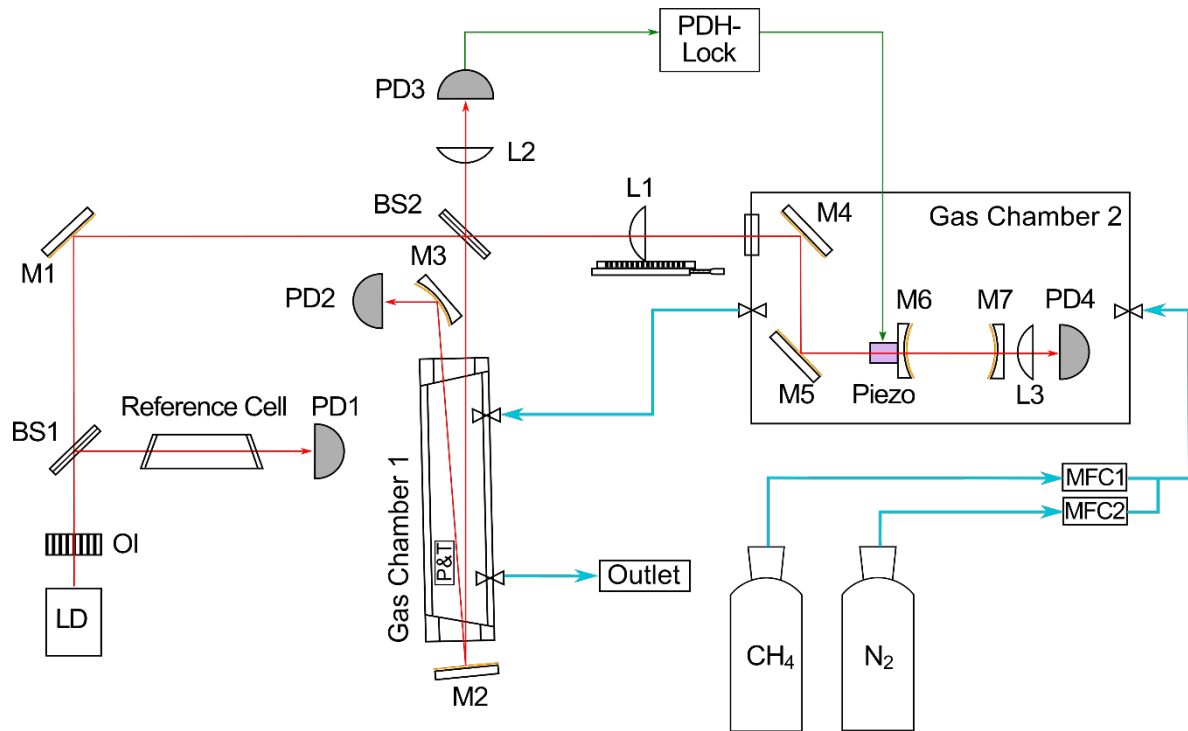 PDH-
Lock
PD3
L2
L1
BS2
M4
Gas Chamber 2
M1
M3
PD2
M6
M7
PD4
M5
Piezo
L3
Reference Cell
PD1
BS1
MFC1
MFC2
OI
P&T
Gas Chamber 1
Outlet
LD
M2
CH₄
N₂